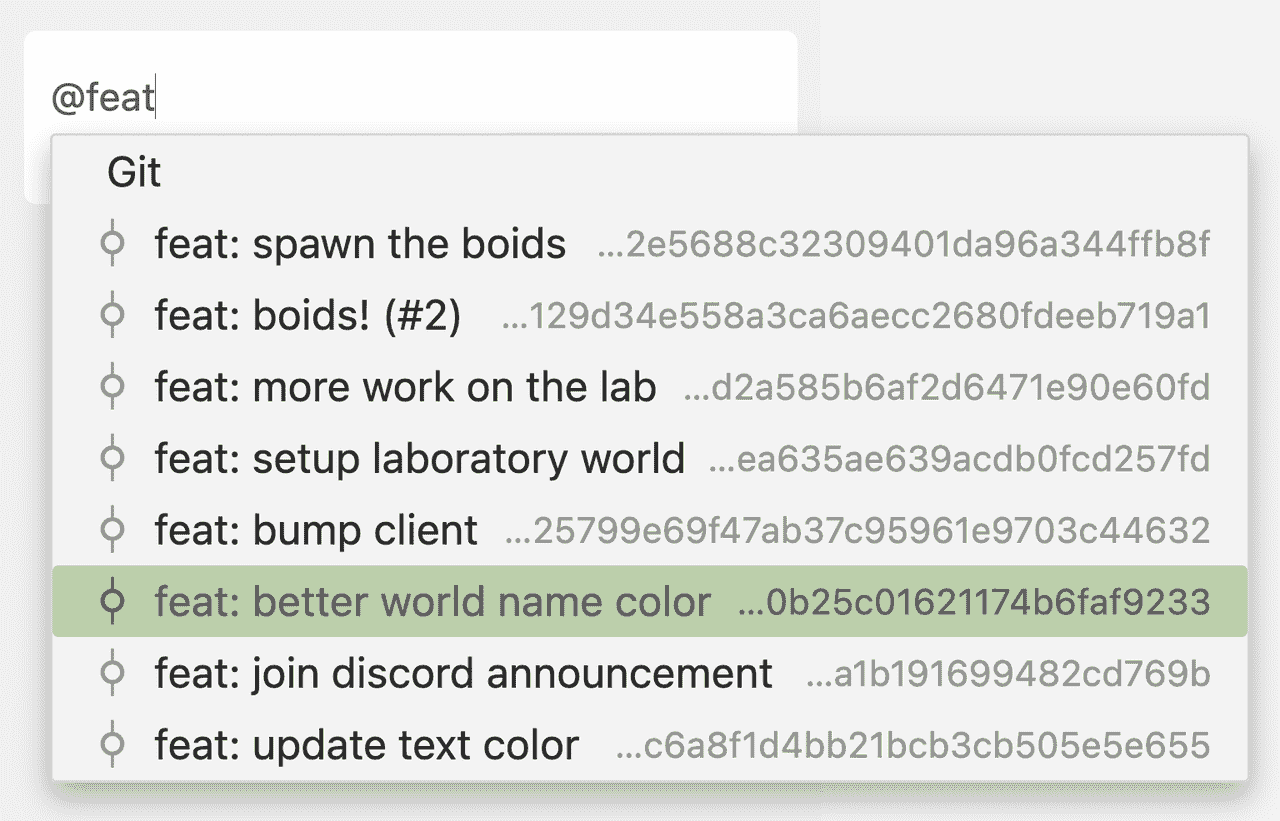 @feat
Git
feat: spawn the boids ...2e5688c32309401da96a344ffb8f
feat: boids! (#2) ...129d34e558a3ca6aecc2680fdeeb719a1
feat: more work on the lab ...d2a585b6af2d6471e90e60fd
feat: setup laboratory world ...ea635ae639acdb0fcd257fd
feat: bump client ...25799e69f47ab37c95961e9703c44632
feat: better world name color ...0b25c01621174b6faf9233
feat: join discord announcement ...a1b191699482cd769b
feat: update text color ...c6a8f1d4bb21bcb3cb505e5e655